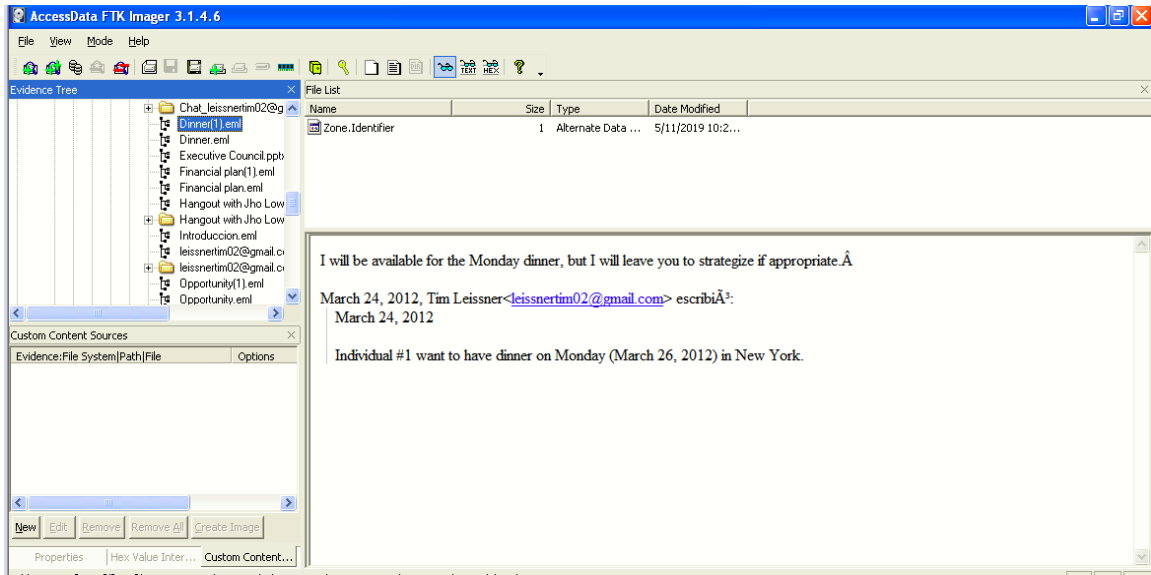 AccessData FTK Imager 3.1.4.6
File View Mode Help
Evidence Tree
Chat_leissnertim02@g
Dinner(1).eml
Dinner.eml
Executive Council.pptx
Financial plan(1).eml
Financial plan.eml
Hangout with Jho Low
Hangout with Jho Low
Introduccion.eml
leissnertim02@gmail.c
leissnertim02@gmail.c
Opportunity(1).eml
Opportunity.eml
Custom Content Sources
Evidence:File System|Path|File Options
New Edit Remove Remove All Create Image
Properties Hex Value Inter... Custom Content...
File List
Name Size Type Date Modified
Zone.Identifier 1 Alternate Data ... 5/11/2019 10:2...
I will be available for the Monday dinner, but I will leave you to strategize if appropriate.Â
March 24, 2012, Tim Leissner<leissnertim02@gmail.com> escribiÃ³:
March 24, 2012
Individual #1 want to have dinner on Monday (March 26, 2012) in New York.